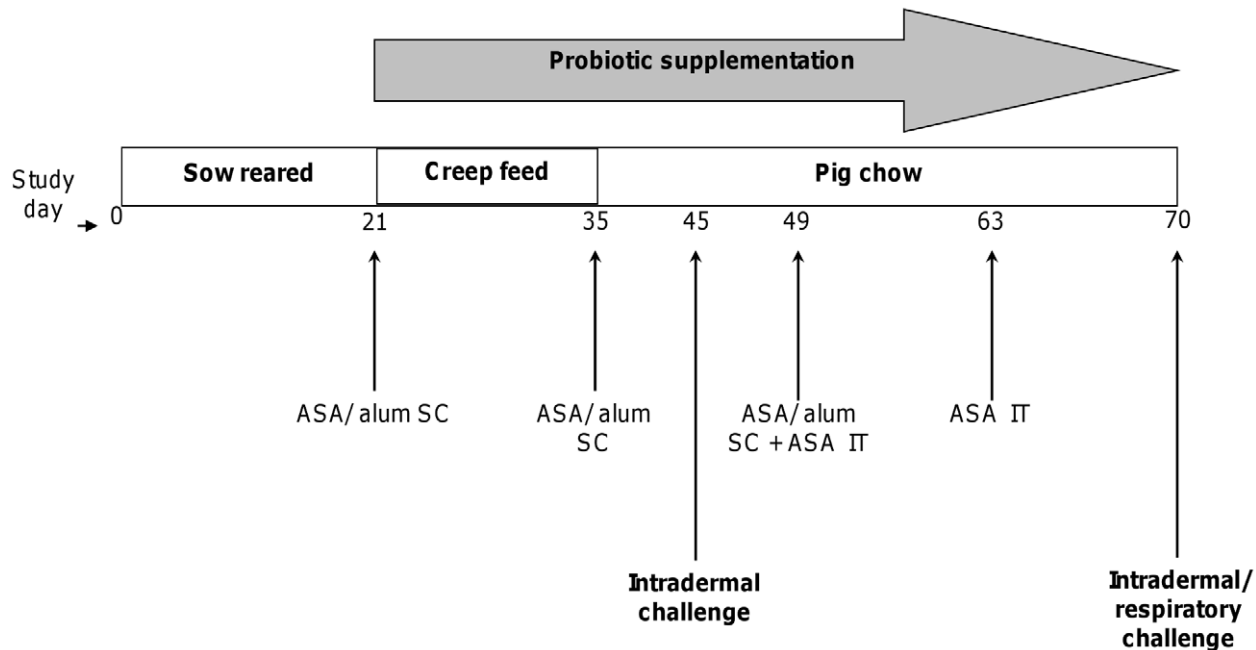 Probiotic supplementation
Sow reared
Creep feed
Pig chow
Study
day
0
21
35
45
49
63
70
ASA/alum SC
ASA/alum
SC
ASA/alum
SC + ASA IT
ASA IT
Intradermal
challenge
Intradermal/
respiratory
challenge